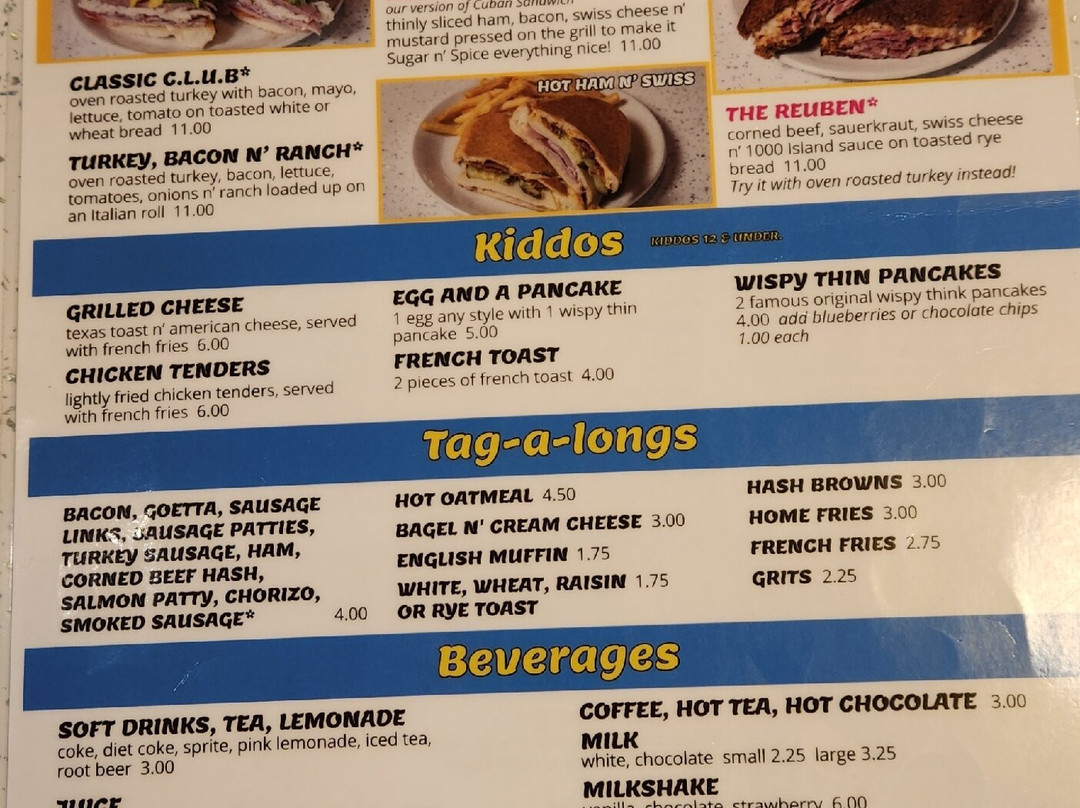 CLASSIC C.L.U.B*
oven roasted turkey with bacon, mayo,
lettuce, tomato on toasted white or
wheat bread 11.00
TURKEY, BACON N' RANCH*
oven roasted turkey, bacon, lettuce,
tomatoes, onions n' ranch loaded up on
an Italian roll 11.00
our version of Cuban Sandwich
thinly sliced ham, bacon, swiss cheese n'
mustard pressed on the grill to make it
Sugar n' Spice everything nice! 11.00
HOT HAM N' SWISS
THE REUBEN*
corned beef, sauerkraut, swiss cheese
n' 1000 Island sauce on toasted rye
bread 11.00
Try it with oven roasted turkey instead!
Kiddos KIDDOS 12 & UNDER.
GRILLED CHEESE
texas toast n' american cheese, served
with french fries 6.00
CHICKEN TENDERS
lightly fried chicken tenders, served
with french fries 6.00
EGG AND A PANCAKE
1 egg any style with 1 wispy thin
pancake 5.00
FRENCH TOAST
2 pieces of french toast 4.00
WISPY THIN PANCAKES
2 famous original wispy think pancakes
4.00 add blueberries or chocolate chips
1.00 each
Tag-a-longs
BACON, GOETTA, SAUSAGE
LINKS, SAUSAGE PATTIES,
TURKEY SAUSAGE, HAM,
CORNED BEEF HASH,
SALMON PATTY, CHORIZO,
SMOKED SAUSAGE* 4.00
HOT OATMEAL 4.50
BAGEL N' CREAM CHEESE 3.00
ENGLISH MUFFIN 1.75
WHITE, WHEAT, RAISIN 1.75
OR RYE TOAST
HASH BROWNS 3.00
HOME FRIES 3.00
FRENCH FRIES 2.75
GRITS 2.25
Beverages
SOFT DRINKS, TEA, LEMONADE
coke, diet coke, sprite, pink lemonade, iced tea,
root beer 3.00
JUICE
COFFEE, HOT TEA, HOT CHOCOLATE 3.00
MILK
white, chocolate small 2.25 large 3.25
MILKSHAKE
vanilla, chocolate, strawberry 6.00